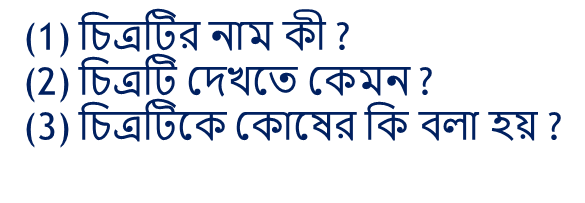 (1) চিত্রটির নাম কী ?
(2) চিত্রটি দেখতে কেমন ?
(3) চিত্রটিকে কোষের কি বলা হয় ?